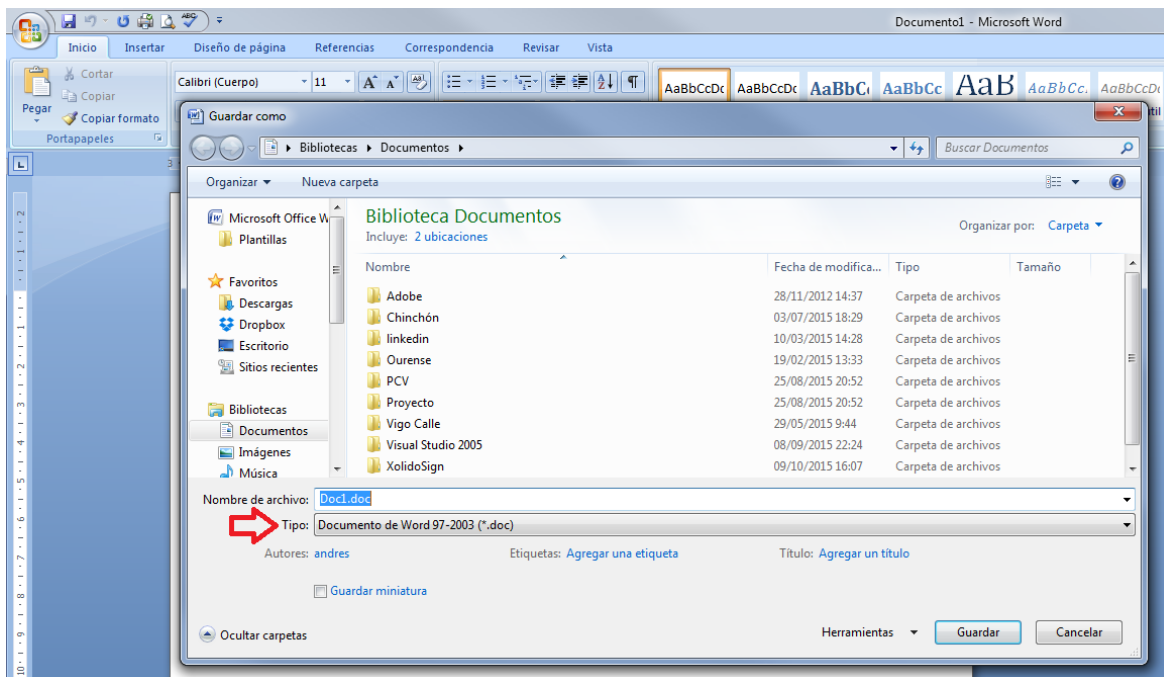 Documento1 - Microsoft Word
Inicio Insertar Diseño de página Referencias Correspondencia Revisar Vista
Cortar
Copiar
Copiar formato
Pegar
Portapapeles
Calibri (Cuerpo) 11
AaBbCcDc AaBbCcDc AaBbC AaBbCc AaB AaBbCc. AaBbCcDc
Guardar como
Bibliotecas Documentos
Buscar Documentos
Organizar Nueva carpeta
Microsoft Office W
Plantillas
Favoritos
Descargas
Dropbox
Escritorio
Sitios recientes
Bibliotecas
Documentos
Imágenes
Música
Biblioteca Documentos
Incluye: 2 ubicaciones
Organizar por: Carpeta
Nombre Fecha de modifica... Tipo Tamaño
Adobe 28/11/2012 14:37 Carpeta de archivos
Chinchón 03/07/2015 18:29 Carpeta de archivos
linkedin 10/03/2015 14:28 Carpeta de archivos
Ourense 19/02/2015 13:33 Carpeta de archivos
PCV 25/08/2015 20:52 Carpeta de archivos
Proyecto 25/08/2015 20:52 Carpeta de archivos
Vigo Calle 29/05/2015 9:44 Carpeta de archivos
Visual Studio 2005 08/09/2015 22:24 Carpeta de archivos
XolidoSign 09/10/2015 16:07 Carpeta de archivos
Nombre de archivo: Doc1.doc
Tipo: Documento de Word 97-2003 (*.doc)
Autores: andres Etiquetas: Agregar una etiqueta Título: Agregar un título
Guardar miniatura
Ocultar carpetas Herramientas Guardar Cancelar